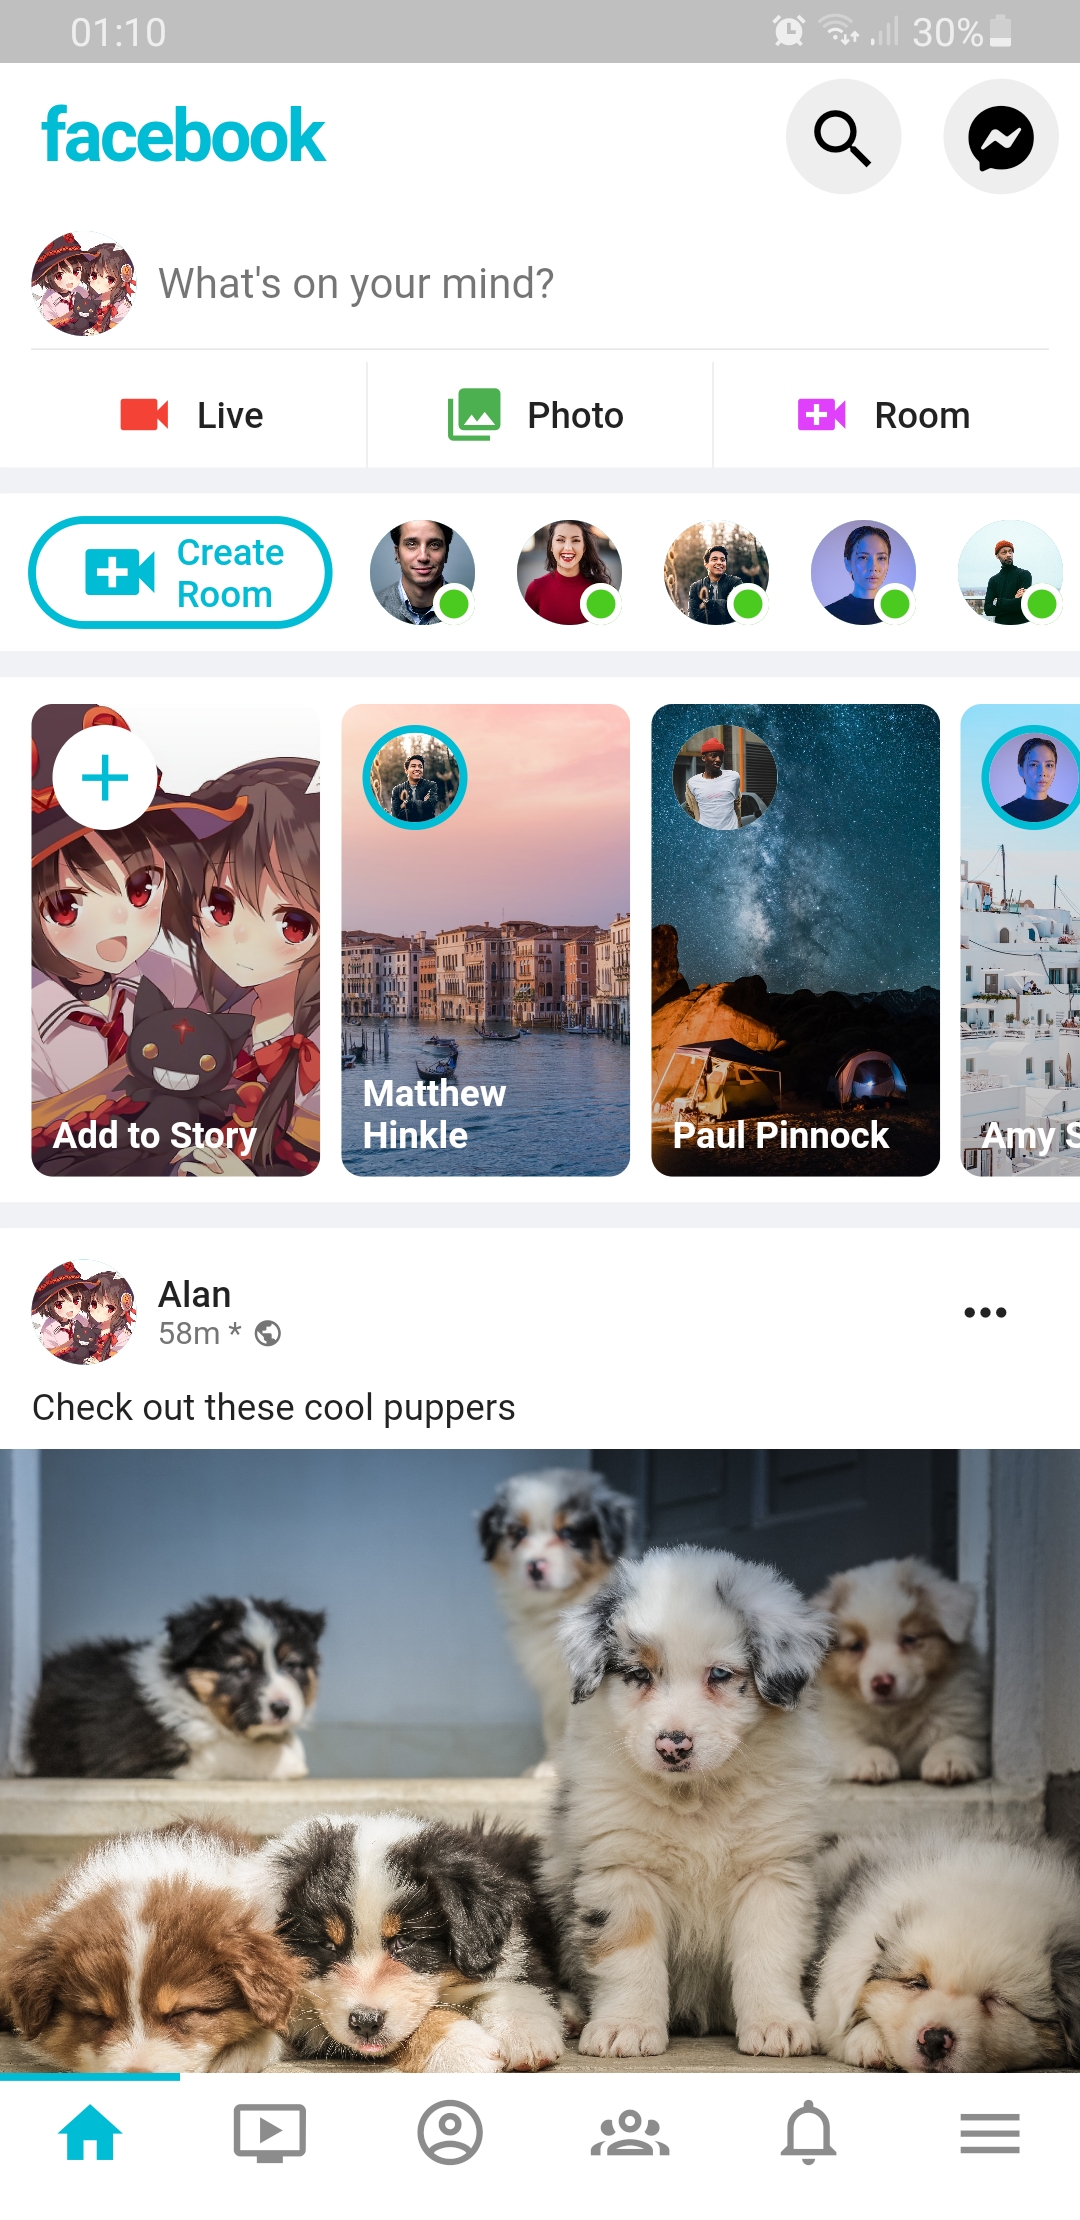 01:10
30%
facebook
What's on your mind?
Live
Photo
Room
Create
Room
Add to Story
Matthew
Hinkle
Paul Pinnock
Amy S
Alan
58m *
Check out these cool puppers